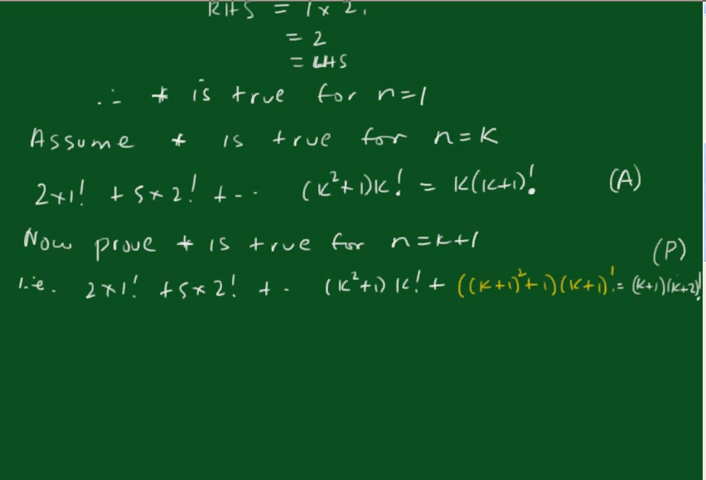 RHS = 1 × 2!
= 2
= LHS
∴ * is true for n=1
Assume * is true for n=k
2×1! + 5×2! + -- (k²+1)k! = k(k+1)! (A)
Now prove * is true for n=k+1 (P)
i.e. 2×1! + 5×2! + - (k²+1) k! + ((k+1)²+1)(k+1)! = (k+1)(k+2)!